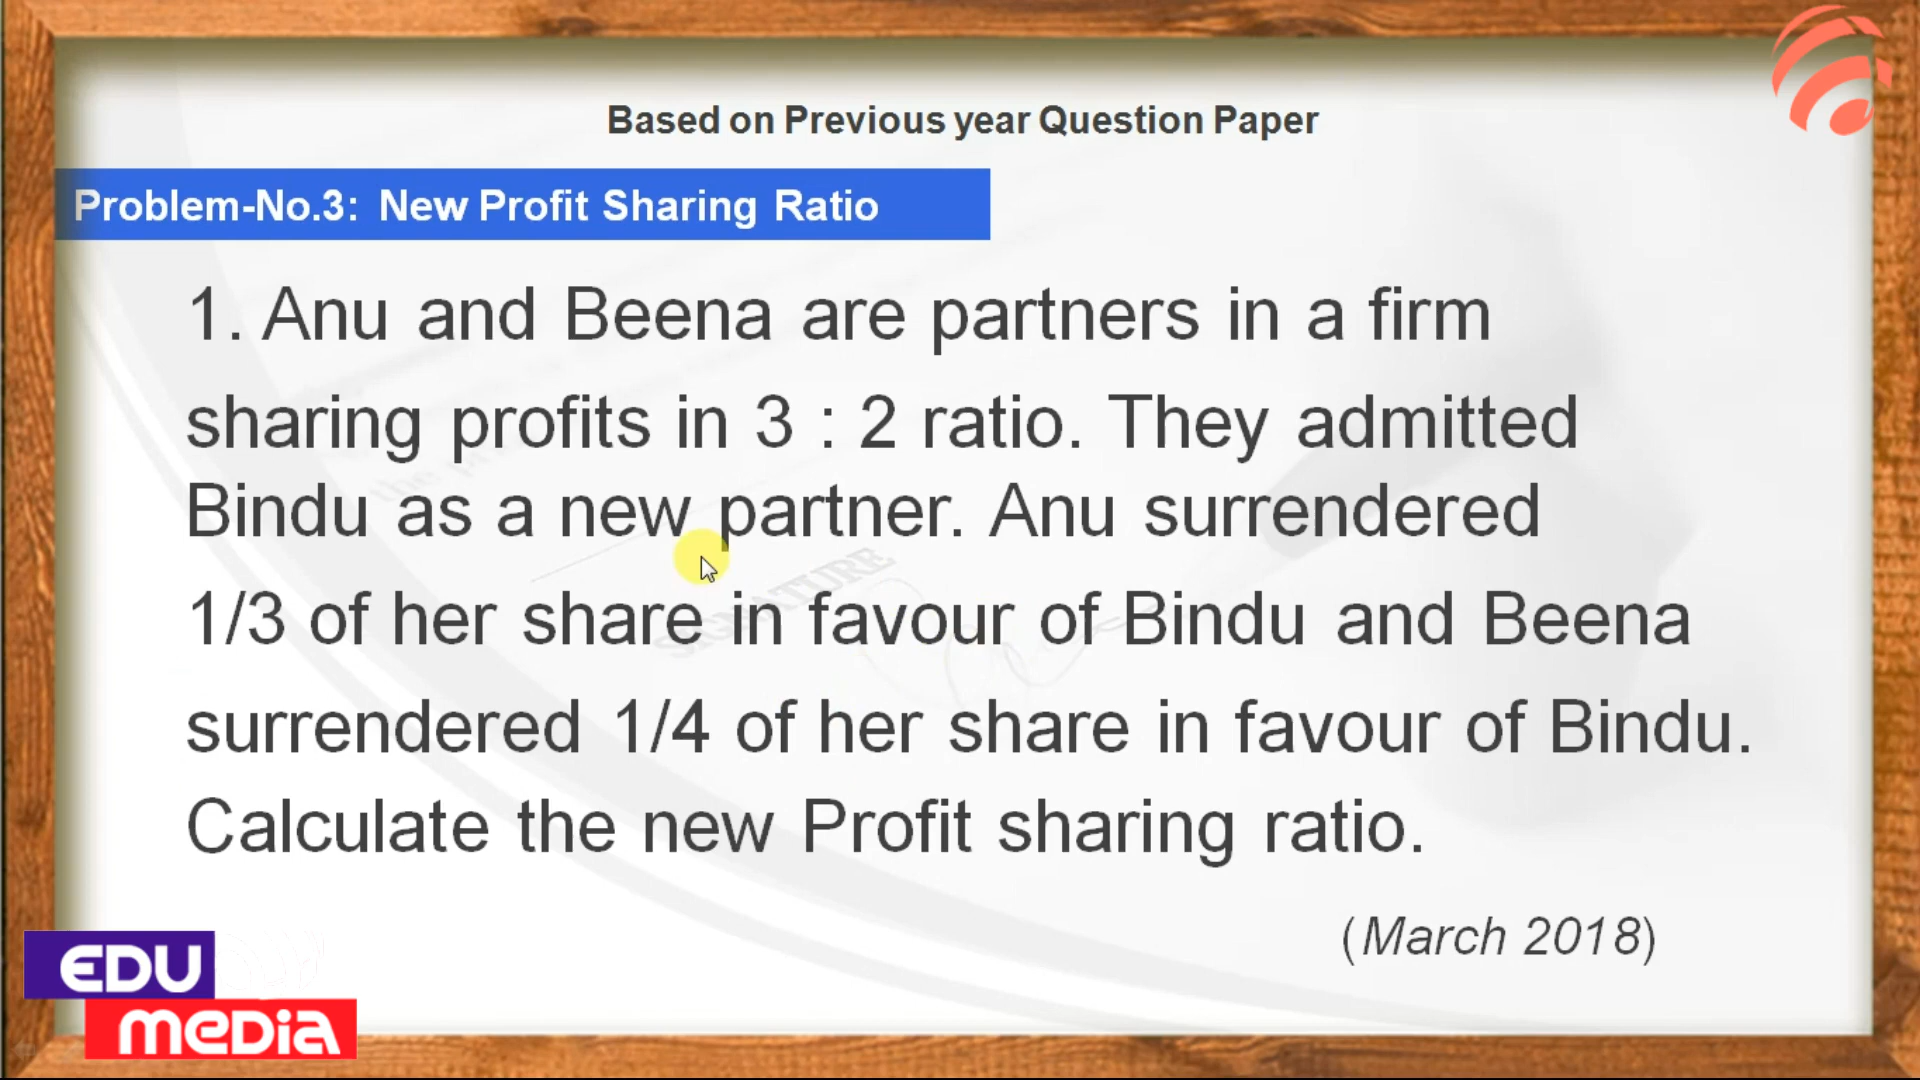 Based on Previous year Question Paper
Problem-No.3: New Profit Sharing Ratio
1. Anu and Beena are partners in a firm
sharing profits in 3 : 2 ratio. They admitted
Bindu as a new partner. Anu surrendered
1/3 of her share in favour of Bindu and Beena
surrendered 1/4 of her share in favour of Bindu.
Calculate the new Profit sharing ratio.
(March 2018)
SIGNATURE
EDU
MEDIA